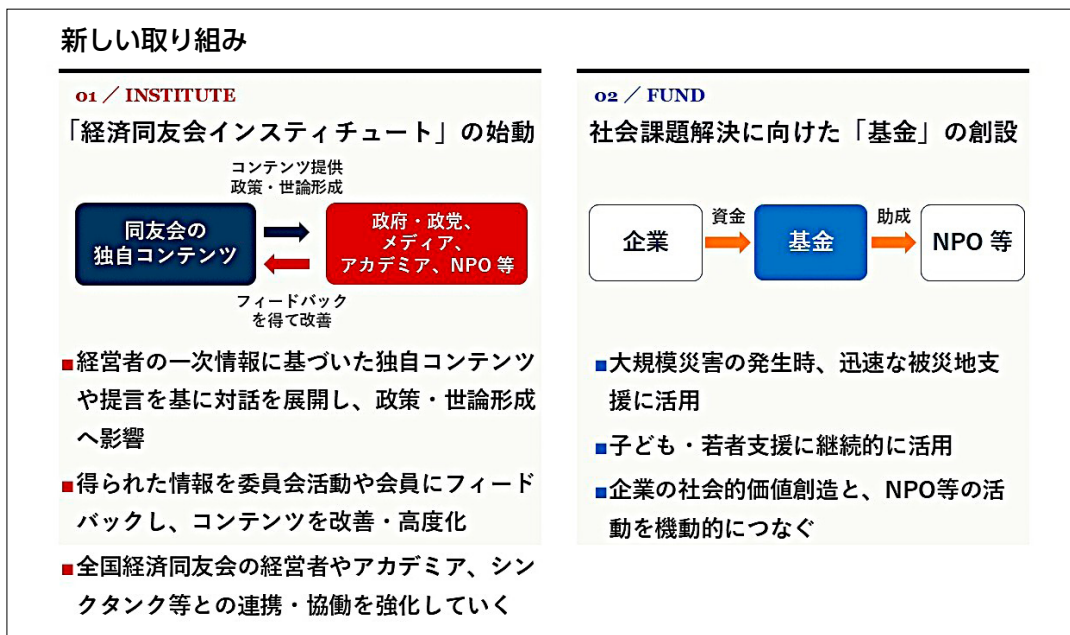 新しい取り組み
01 / INSTITUTE
「経済同友会インスティチュート」の始動
コンテンツ提供
政策・世論形成
同友会の
独自コンテンツ
政府・政党、
メディア、
アカデミア、NPO 等
フィードバック
を得て改善
■経営者の一次情報に基づいた独自コンテンツ
や提言を基に対話を展開し、政策・世論形成
へ影響
■得られた情報を委員会活動や会員にフィード
バックし、コンテンツを改善・高度化
■全国経済同友会の経営者やアカデミア、シン
クタンク等との連携・協働を強化していく
02 / FUND
社会課題解決に向けた「基金」の創設
企業
資金
基金
助成
NPO 等
■大規模災害の発生時、迅速な被災地支
援に活用
■子ども・若者支援に継続的に活用
■企業の社会的価値創造と、NPO等の活
動を機動的につなぐ